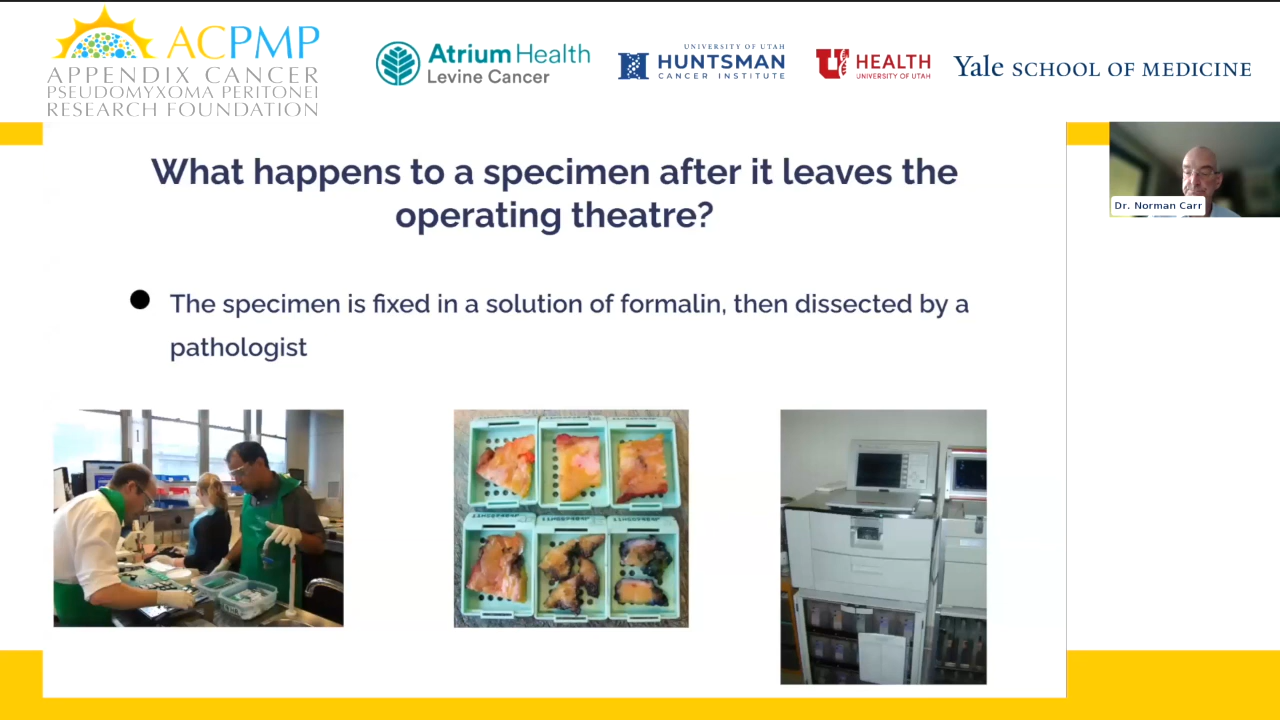 ACPMP
APPENDIX CANCER
PSEUDOMYXOMA PERITONEI
RESEARCH FOUNDATION
Atrium Health
Levine Cancer
UNIVERSITY OF UTAH
HUNTSMAN
CANCER INSTITUTE
U HEALTH
UNIVERSITY OF UTAH
Yale SCHOOL OF MEDICINE
What happens to a specimen after it leaves the
operating theatre?
Dr. Norman Carr
● The specimen is fixed in a solution of formalin, then dissected by a
pathologist